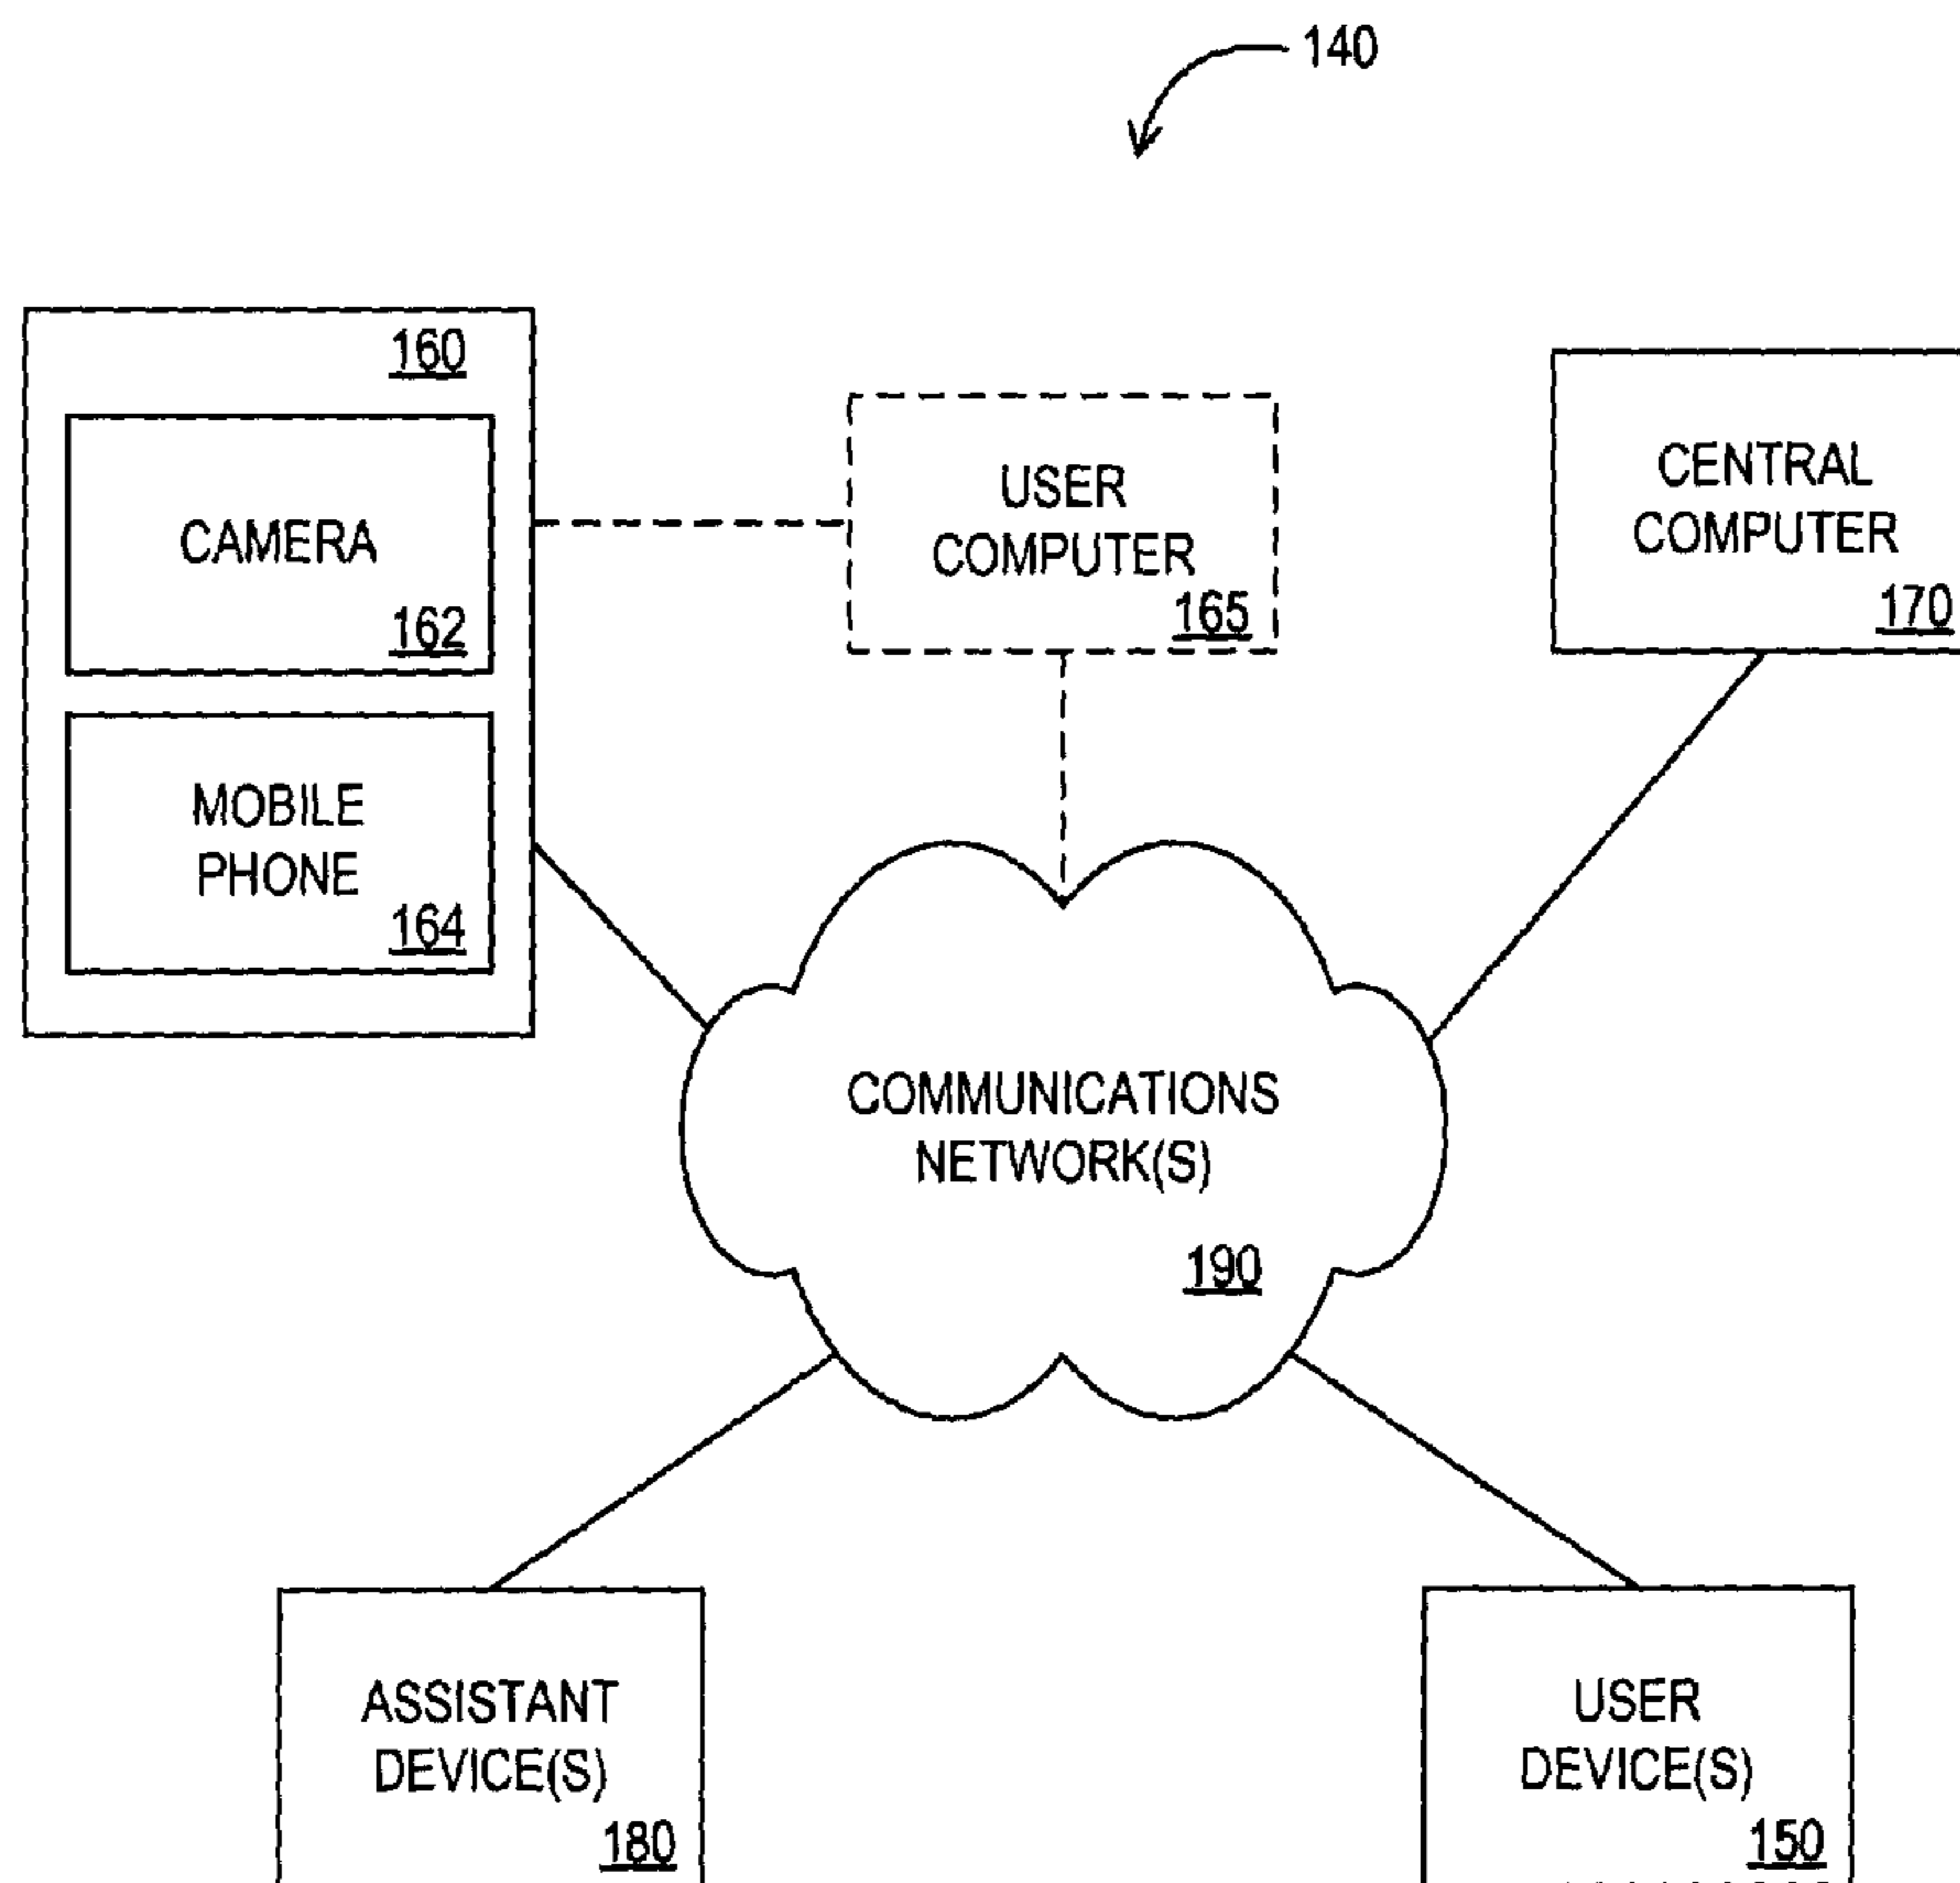 140
160
CAMERA
162
MOBILE
PHONE
164
USER
COMPUTER
165
CENTRAL
COMPUTER
170
COMMUNICATIONS
NETWORK(S)
190
ASSISTANT
DEVICE(S)
180
USER
DEVICE(S)
150